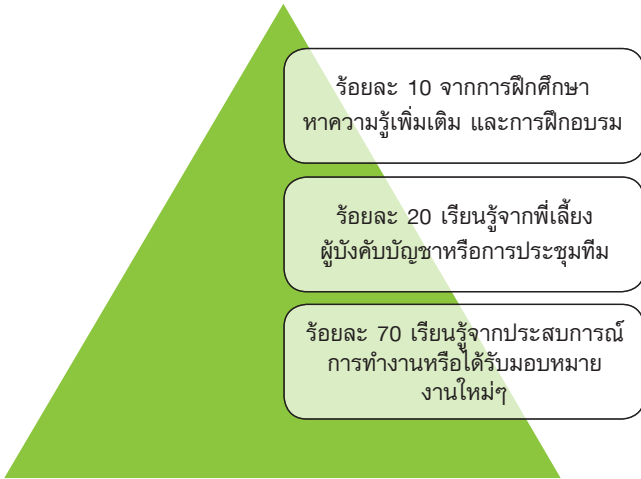 ร้อยละ 10 จากการฝึกศึกษา
หาความรู้เพิ่มเติม และการฝึกอบรม
ร้อยละ 20 เรียนรู้จากพี่เลี้ยง
ผู้บังคับบัญชาหรือการประชุมทีม
ร้อยละ 70 เรียนรู้จากประสบการณ์
การทำงานหรือได้รับมอบหมาย
งานใหม่ๆ